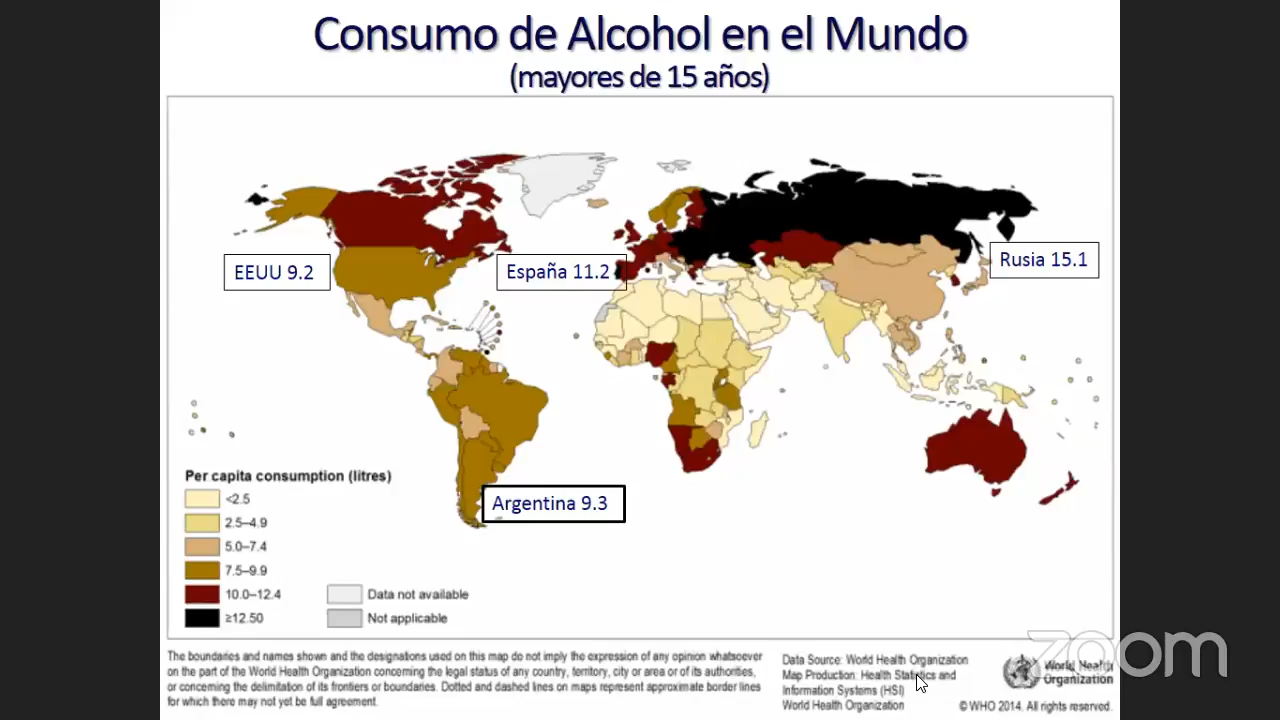 Consumo de Alcohol en el Mundo
(mayores de 15 años)
EEUU 9.2
España 11.2
Rusia 15.1
Argentina 9.3
Per capita consumption (litres)
<2.5
2.5–4.9
5.0–7.4
7.5–9.9
10.0–12.4
≥12.50
Data not available
Not applicable
The boundaries and names shown and the designations used on this map do not imply the expression of any opinion whatsoever
on the part of the World Health Organization concerning the legal status of any country, territory, city or area or of its authorities,
or concerning the delimitation of its frontiers or boundaries. Dotted and dashed lines on maps represent approximate border lines
for which there may not yet be full agreement.
Data Source: World Health Organization
Map Production: Health Statistics and
Information Systems (HSI)
World Health Organization
World Health
Organization
© WHO 2014. All rights reserved.
zoom